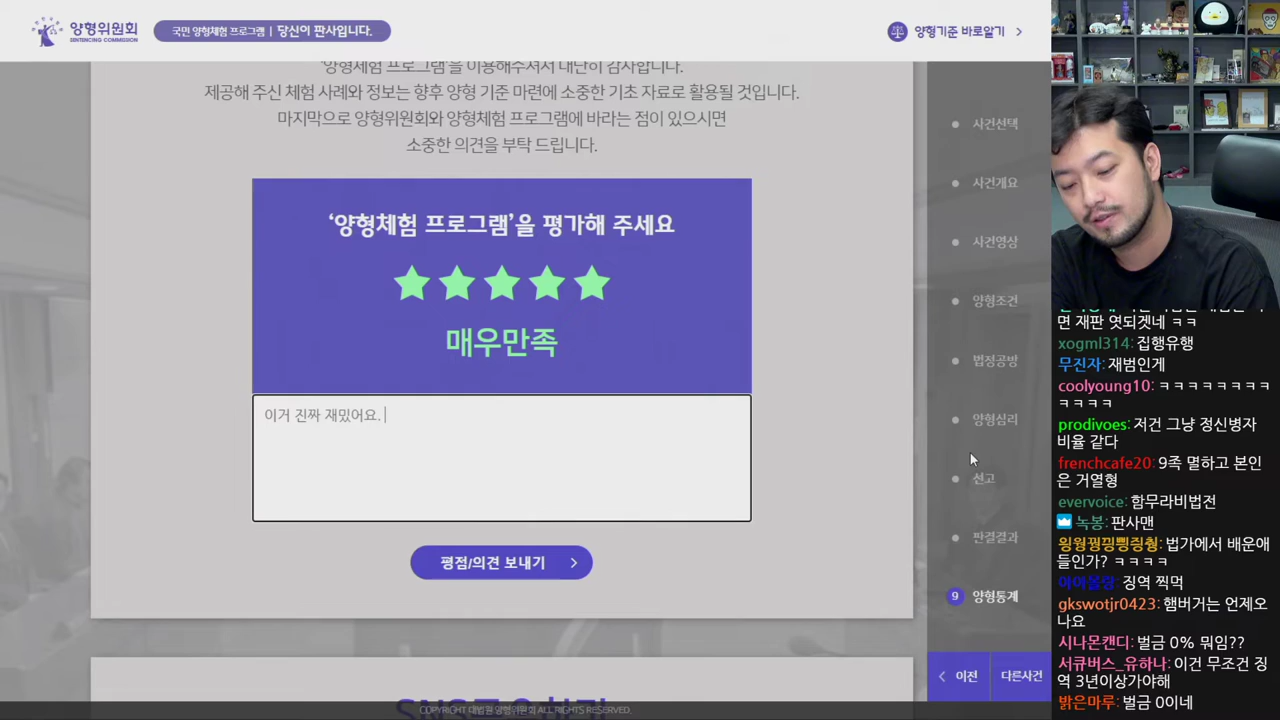 양형위원회
SENTENCING COMMISSION
국민 양형체험 프로그램 | 당신이 판사입니다.
양형기준 바로알기
'양형체험 프로그램'을 이용해주셔서 대단히 감사합니다.
제공해 주신 체험 사례와 정보는 향후 양형 기준 마련에 소중한 기초 자료로 활용될 것입니다.
마지막으로 양형위원회와 양형체험 프로그램에 바라는 점이 있으시면
소중한 의견을 부탁 드립니다.
'양형체험 프로그램'을 평가해 주세요
매우만족
이거 진짜 재밌어요.
평점/의견 보내기
COPYRIGHT 대법원 양형위원회 ALL RIGHTS RESERVED.
사건선택
사건개요
사건영상
양형조건
법정공방
양형심리
선고
판결결과
9 양형통계
이전
다른사건
면 재판 엿되겟네 ㅋㅋ
xogml314: 집행유행
무진자: 재범인게
coolyoung10: ㅋㅋㅋㅋㅋㅋㅋㅋ
ㅋㅋㅋㅋ
prodivoes: 저건 그냥 정신병자
비율 같다
frenchcafe20: 9족 멸하고 본인
은 거열형
evervoice: 함무라비법전
녹봉: 판사맨
법가에서 배운애
들인가? ㅋㅋㅋㅋ
징역 찍먹
gkswotjr0423: 햄버거는 언제오
나요
시나몬캔디: 벌금 0% 뭐임??
서큐버스_유하나: 이건 무조건 징
역 3년이상가야해
밝은마루: 벌금 0이네